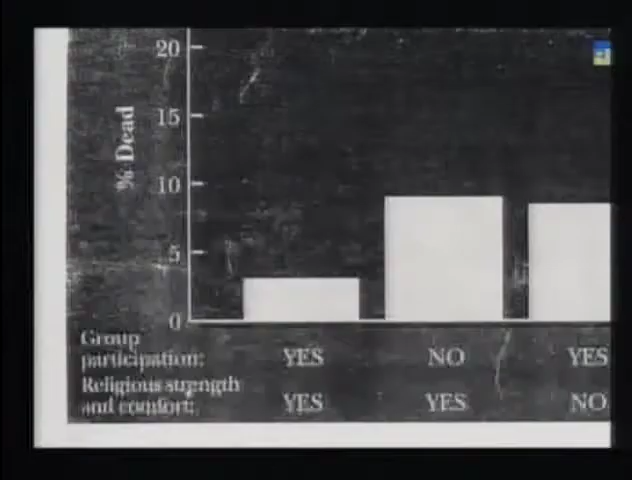 20
15
% Dead
10
5
0
Group
participation: YES NO YES
Religious strength
and comfort: YES YES NO